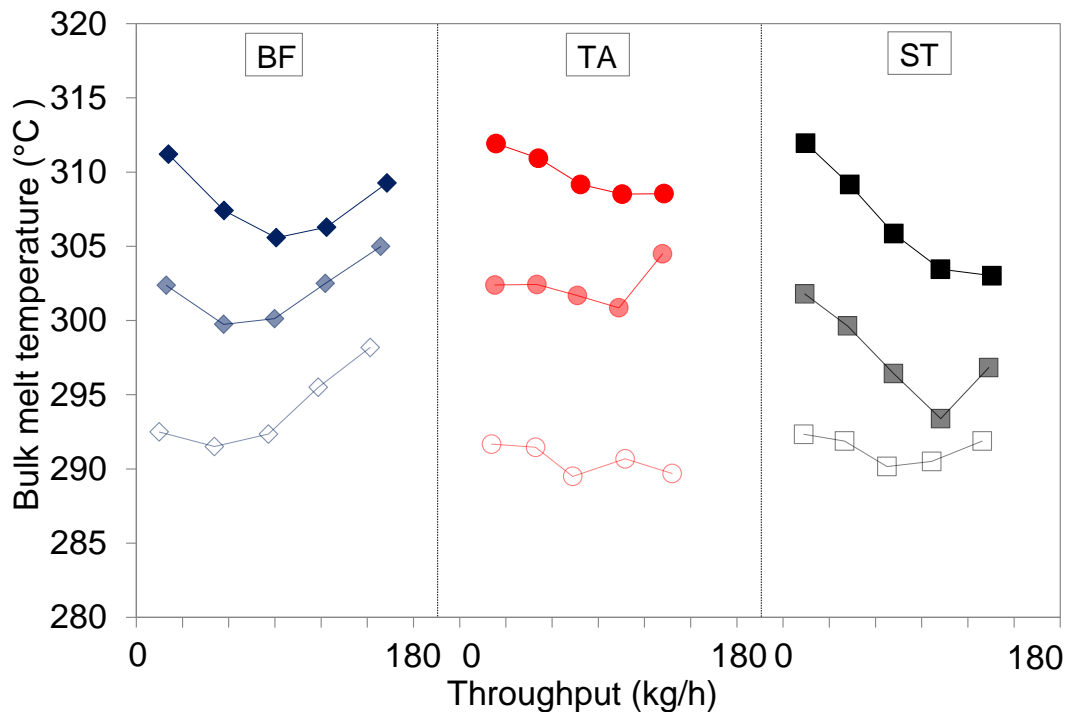 Bulk melt temperature (°C )
320
315
310
305
300
295
290
285
280
BF
TA
ST
0 180 0 180 0 180
Throughput (kg/h)